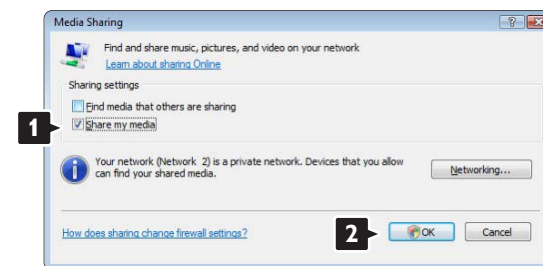 Media Sharing
Find and share music, pictures, and video on your network
Learn about sharing Online
Sharing settings
Find media that others are sharing
1
Share my media
Your network (Network 2) is a private network. Devices that you allow
can find your shared media.
Networking...
How does sharing change firewall settings?
2
OK
Cancel